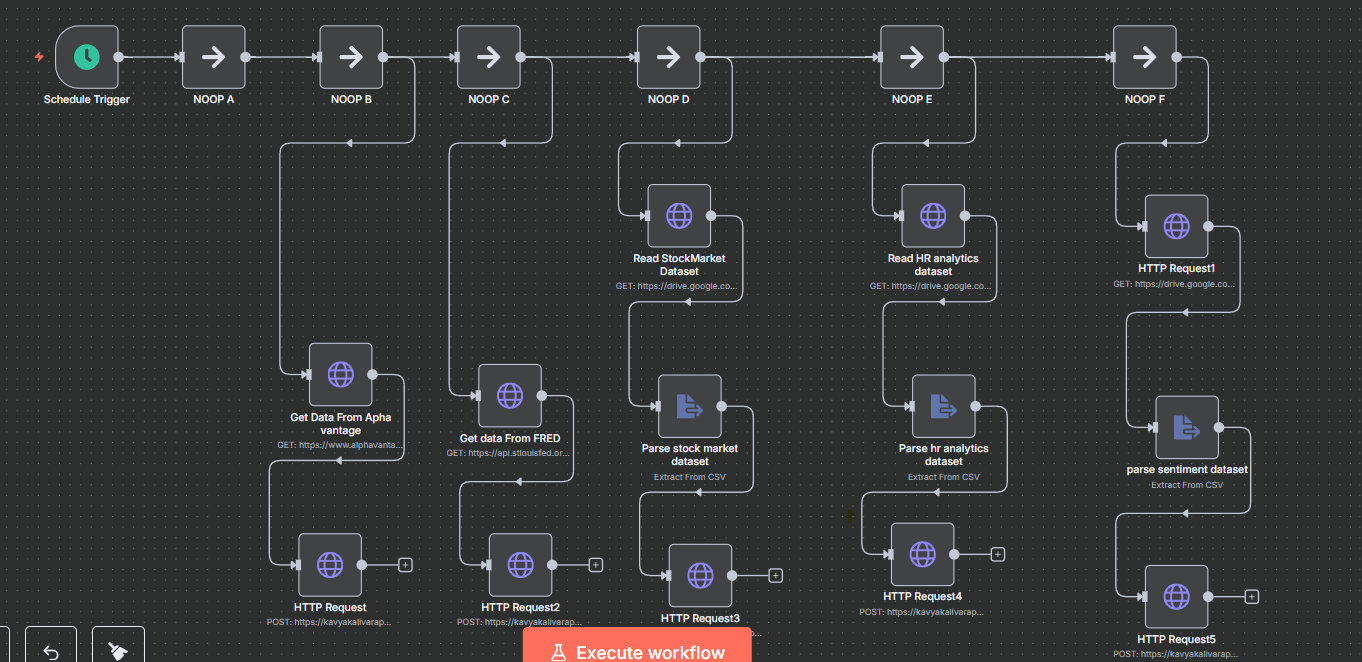 Schedule Trigger
NOOP A
NOOP B
NOOP C
NOOP D
NOOP E
NOOP F
Read StockMarket
Dataset
GET: https://drive.google.co...
Read HR analytics
dataset
GET: https://drive.google.co...
HTTP Request1
GET: https://drive.google.co...
Get Data From Apha
vantage
GET: https://www.alphavanta...
Get data From FRED
GET: https://api.stlouisfed.or...
Parse stock market
dataset
Extract From CSV
Parse hr analytics
dataset
Extract From CSV
parse sentiment dataset
Extract From CSV
HTTP Request
POST: https://kavyakalivarap...
HTTP Request2
POST: https://kavyakalivarap...
HTTP Request3
HTTP Request4
POST: https://kavyakalivarap...
HTTP Request5
POST: https://kavyakalivarap...
Execute workflow